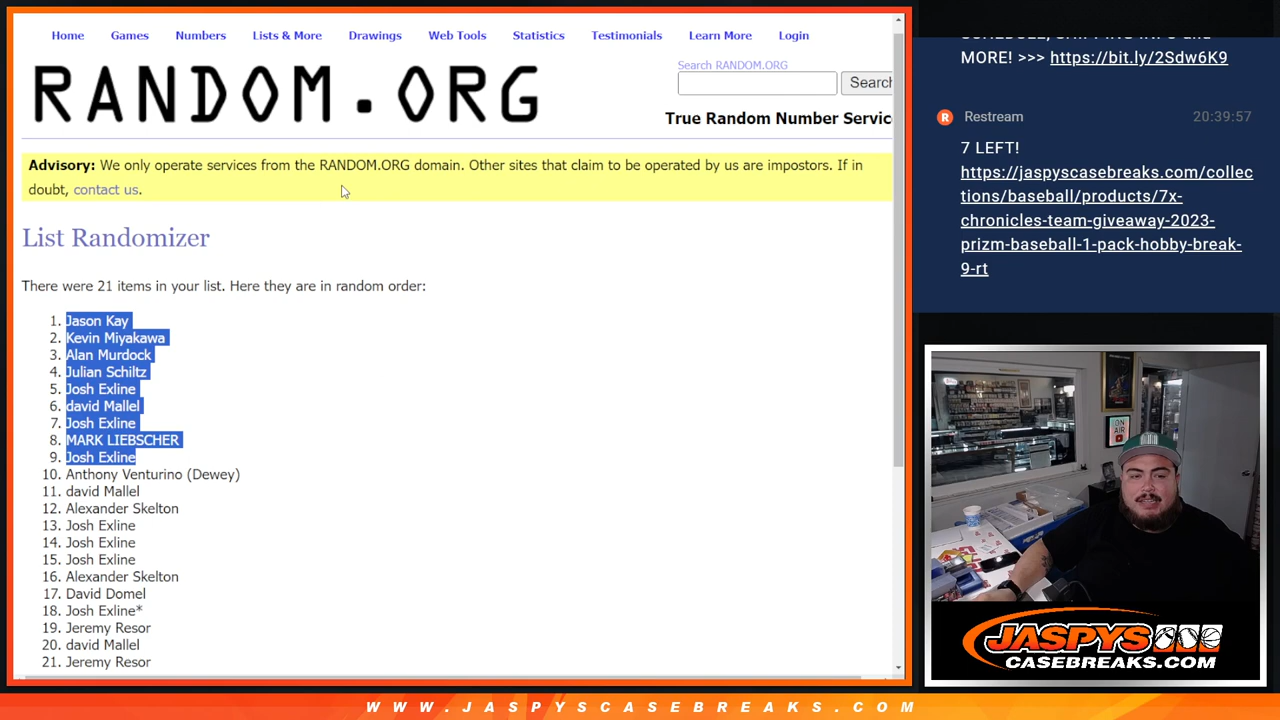 Home Games Numbers Lists & More Drawings Web Tools Statistics Testimonials Learn More Login
RANDOM.ORG
Search RANDOM.ORG
Search
True Random Number Servic
Advisory: We only operate services from the RANDOM.ORG domain. Other sites that claim to be operated by us are impostors. If in
doubt, contact us.
List Randomizer
There were 21 items in your list. Here they are in random order:
1. Jason Kay
2. Kevin Miyakawa
3. Alan Murdock
4. Julian Schiltz
5. Josh Exline
6. david Mallel
7. Josh Exline
8. MARK LIEBSCHER
9. Josh Exline
10. Anthony Venturino (Dewey)
11. david Mallel
12. Alexander Skelton
13. Josh Exline
14. Josh Exline
15. Josh Exline
16. Alexander Skelton
17. David Domel
18. Josh Exline*
19. Jeremy Resor
20. david Mallel
21. Jeremy Resor
MORE! >>> https://bit.ly/2Sdw6K9
R Restream 20:39:57
7 LEFT!
https://jaspyscasebreaks.com/collec
tions/baseball/products/7x-
chronicles-team-giveaway-2023-
prizm-baseball-1-pack-hobby-break-
9-rt
ON
AIR
JASPYS
CASEBREAKS.COM
WWW.JASPYSCASEBREAKS.COM